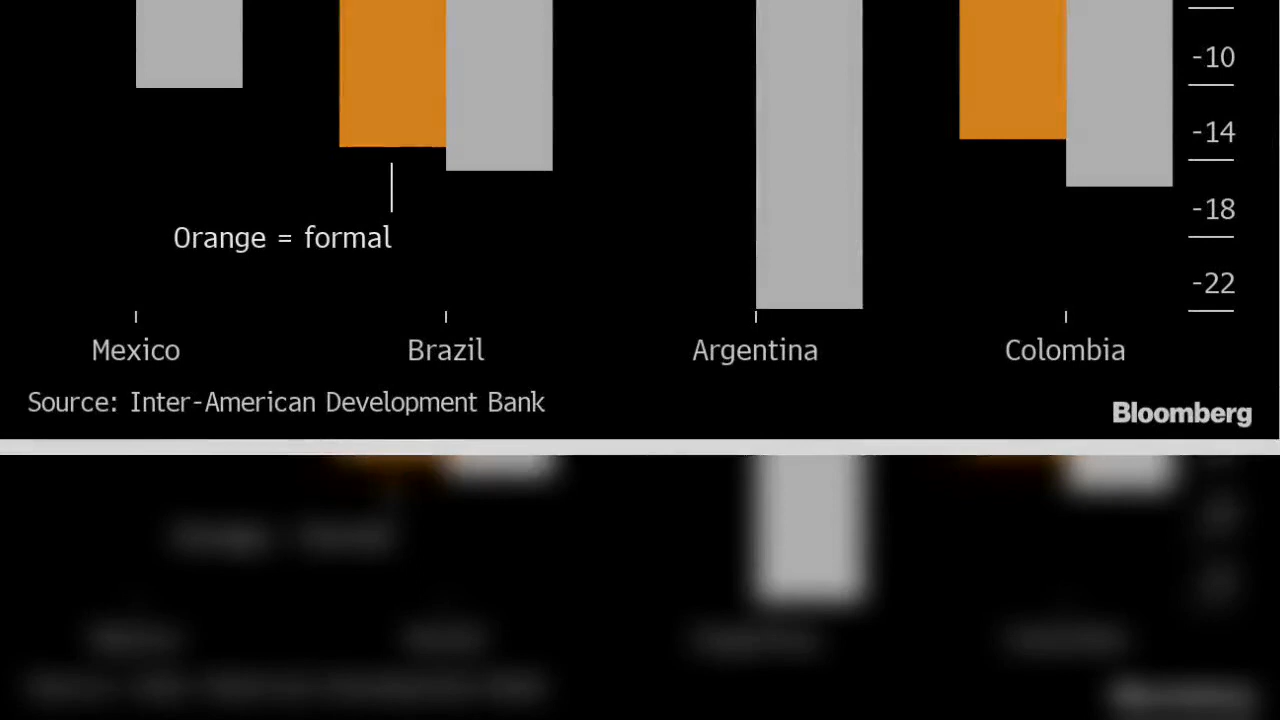 -10
-14
-18
Orange = formal
-22
Mexico Brazil Argentina Colombia
Source: Inter-American Development Bank
Bloomberg